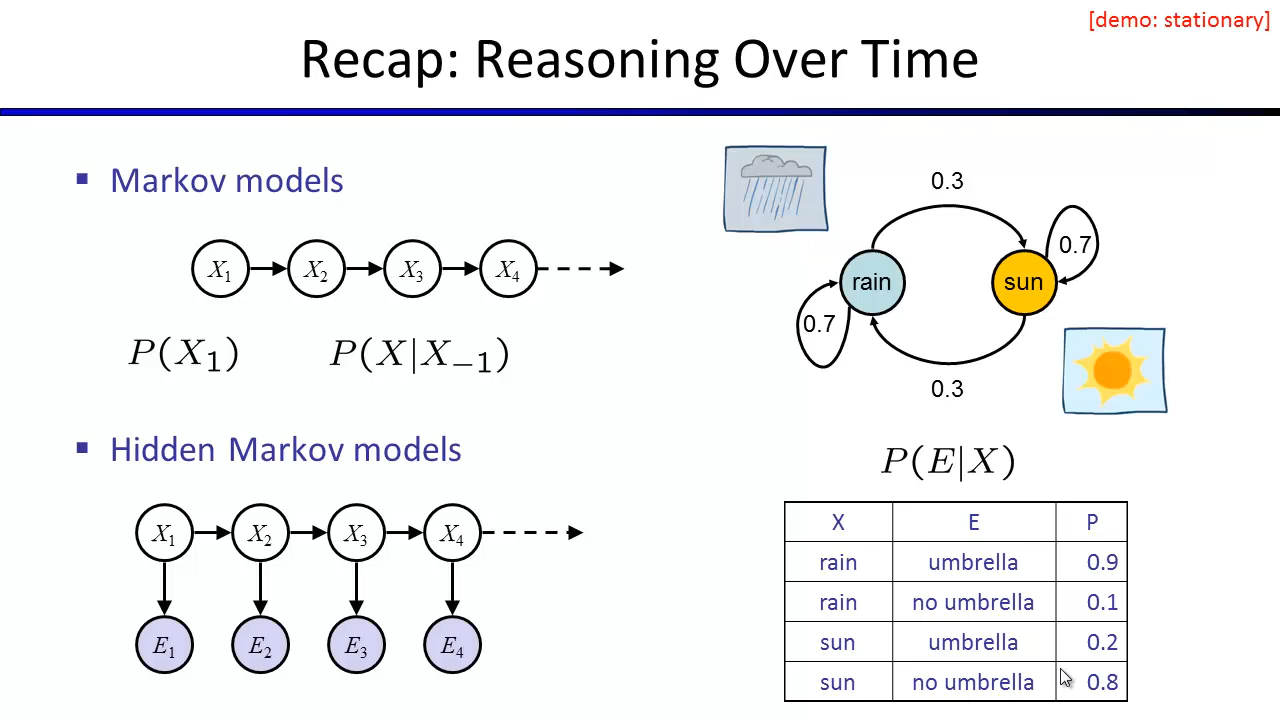 [demo: stationary]
Recap: Reasoning Over Time
▪ Markov models
X₁ X₂ X₃ X₄
P(X₁) P(X|X₋₁)
0.3
0.7
rain sun
0.7
0.3
▪ Hidden Markov models
X₁ X₂ X₃ X₄
E₁ E₂ E₃ E₄
P(E|X)
X E P
rain umbrella 0.9
rain no umbrella 0.1
sun umbrella 0.2
sun no umbrella 0.8